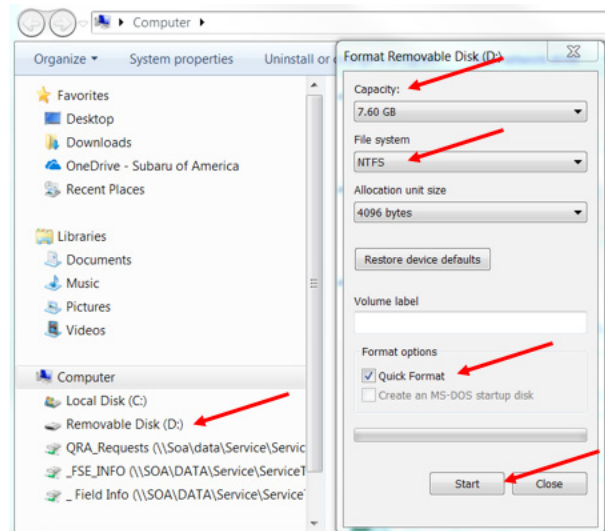 Computer
Organize
System properties
Uninstall or
Favorites
Desktop
Downloads
OneDrive - Subaru of America
Recent Places
Libraries
Documents
Music
Pictures
Videos
Computer
Local Disk (C:)
Removable Disk (D:)
QRA_Requests (\\Soa\data\Service\Servic
_FSE_INFO (\\SOA\DATA\Service\ServiceT
_ Field Info (\\SOA\DATA\Service\Service
Format Removable Disk (D:)
Capacity:
7.60 GB
File system
NTFS
Allocation unit size
4096 bytes
Restore device defaults
Volume label
Format options
Quick Format
Create an MS-DOS startup disk
Start
Close